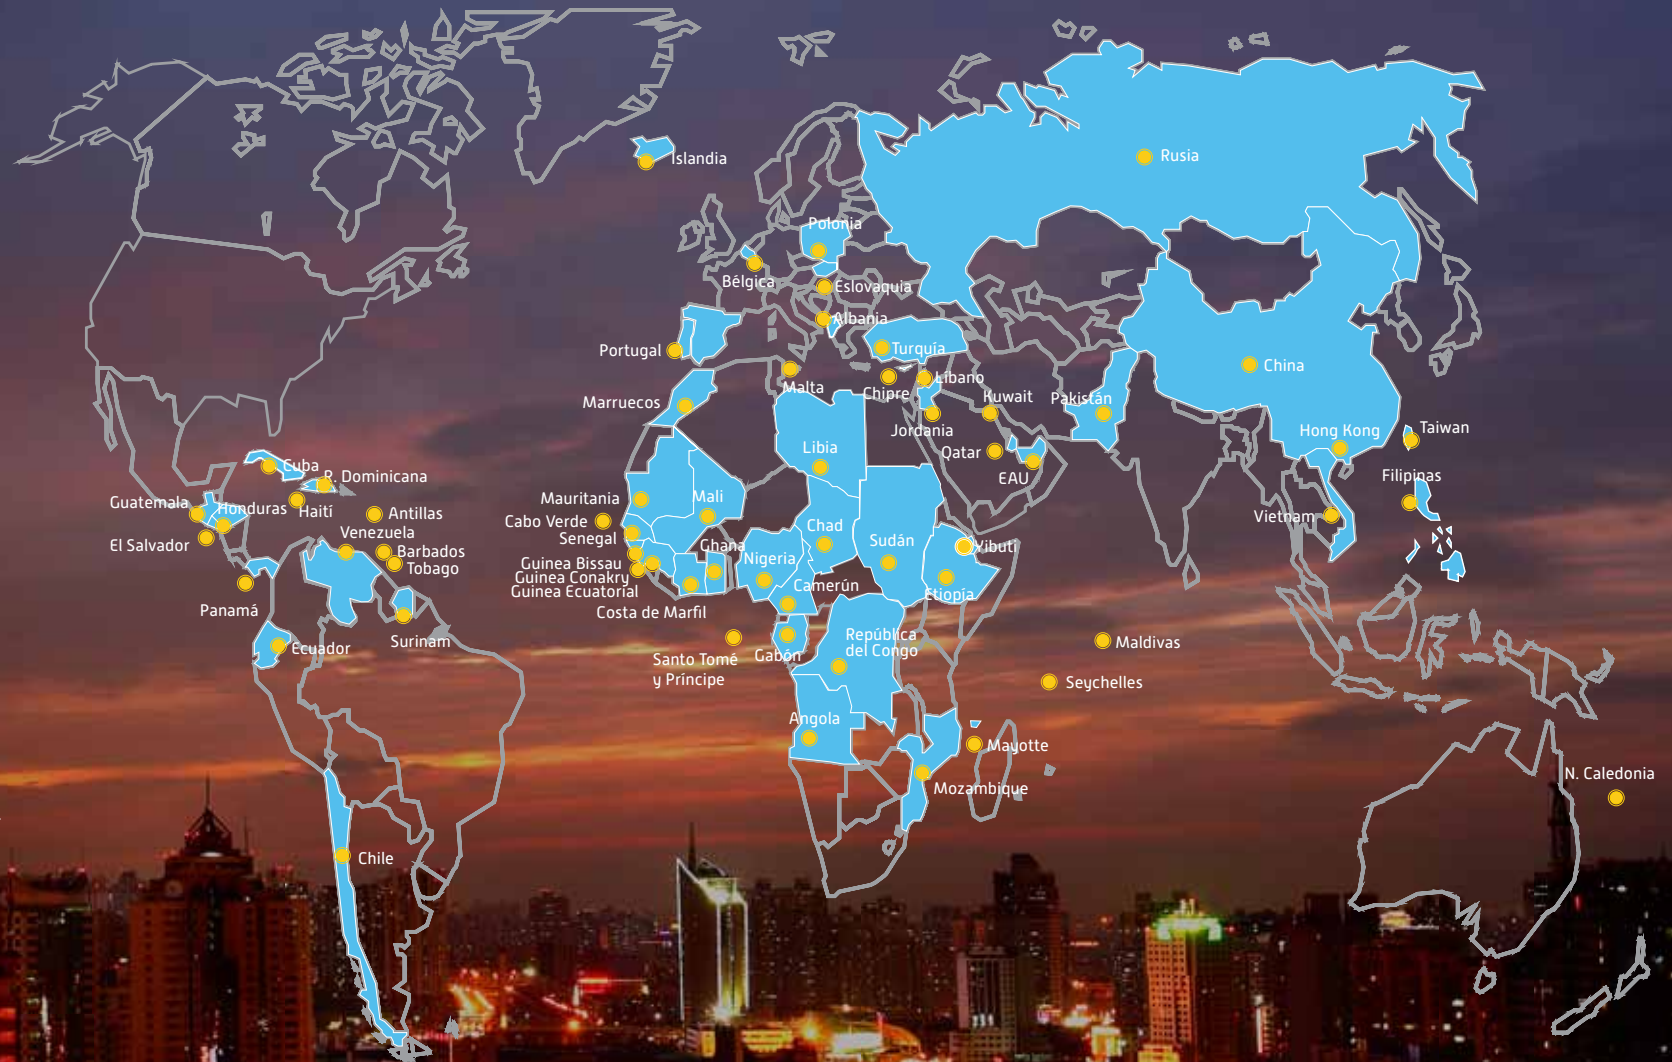 Islandia
Rusia
Polonia
Bélgica
Eslovaquia
Albania
Portugal
Turquía
Malta
Chipre
Líbano
China
Marruecos
Kuwait
Pakistán
Jordania
Libia
Qatar
EAU
Hong Kong
Taiwan
Cuba
R. Dominicana
Filipinas
Guatemala
Honduras
Haití
Antillas
Mauritania
Mali
Vietnam
Cabo Verde
Senegal
Venezuela
El Salvador
Barbados
Tobago
Chad
Sudán
Yibuti
Ghana
Nigeria
Guinea Bissau
Guinea Conakry
Guinea Ecuatorial
Camerún
Etiopía
Panamá
Costa de Marfil
Surinam
Ecuador
República
del Congo
Maldivas
Santo Tomé
y Príncipe
Gabón
Seychelles
Angola
Mayotte
Mozambique
N. Caledonia
Chile